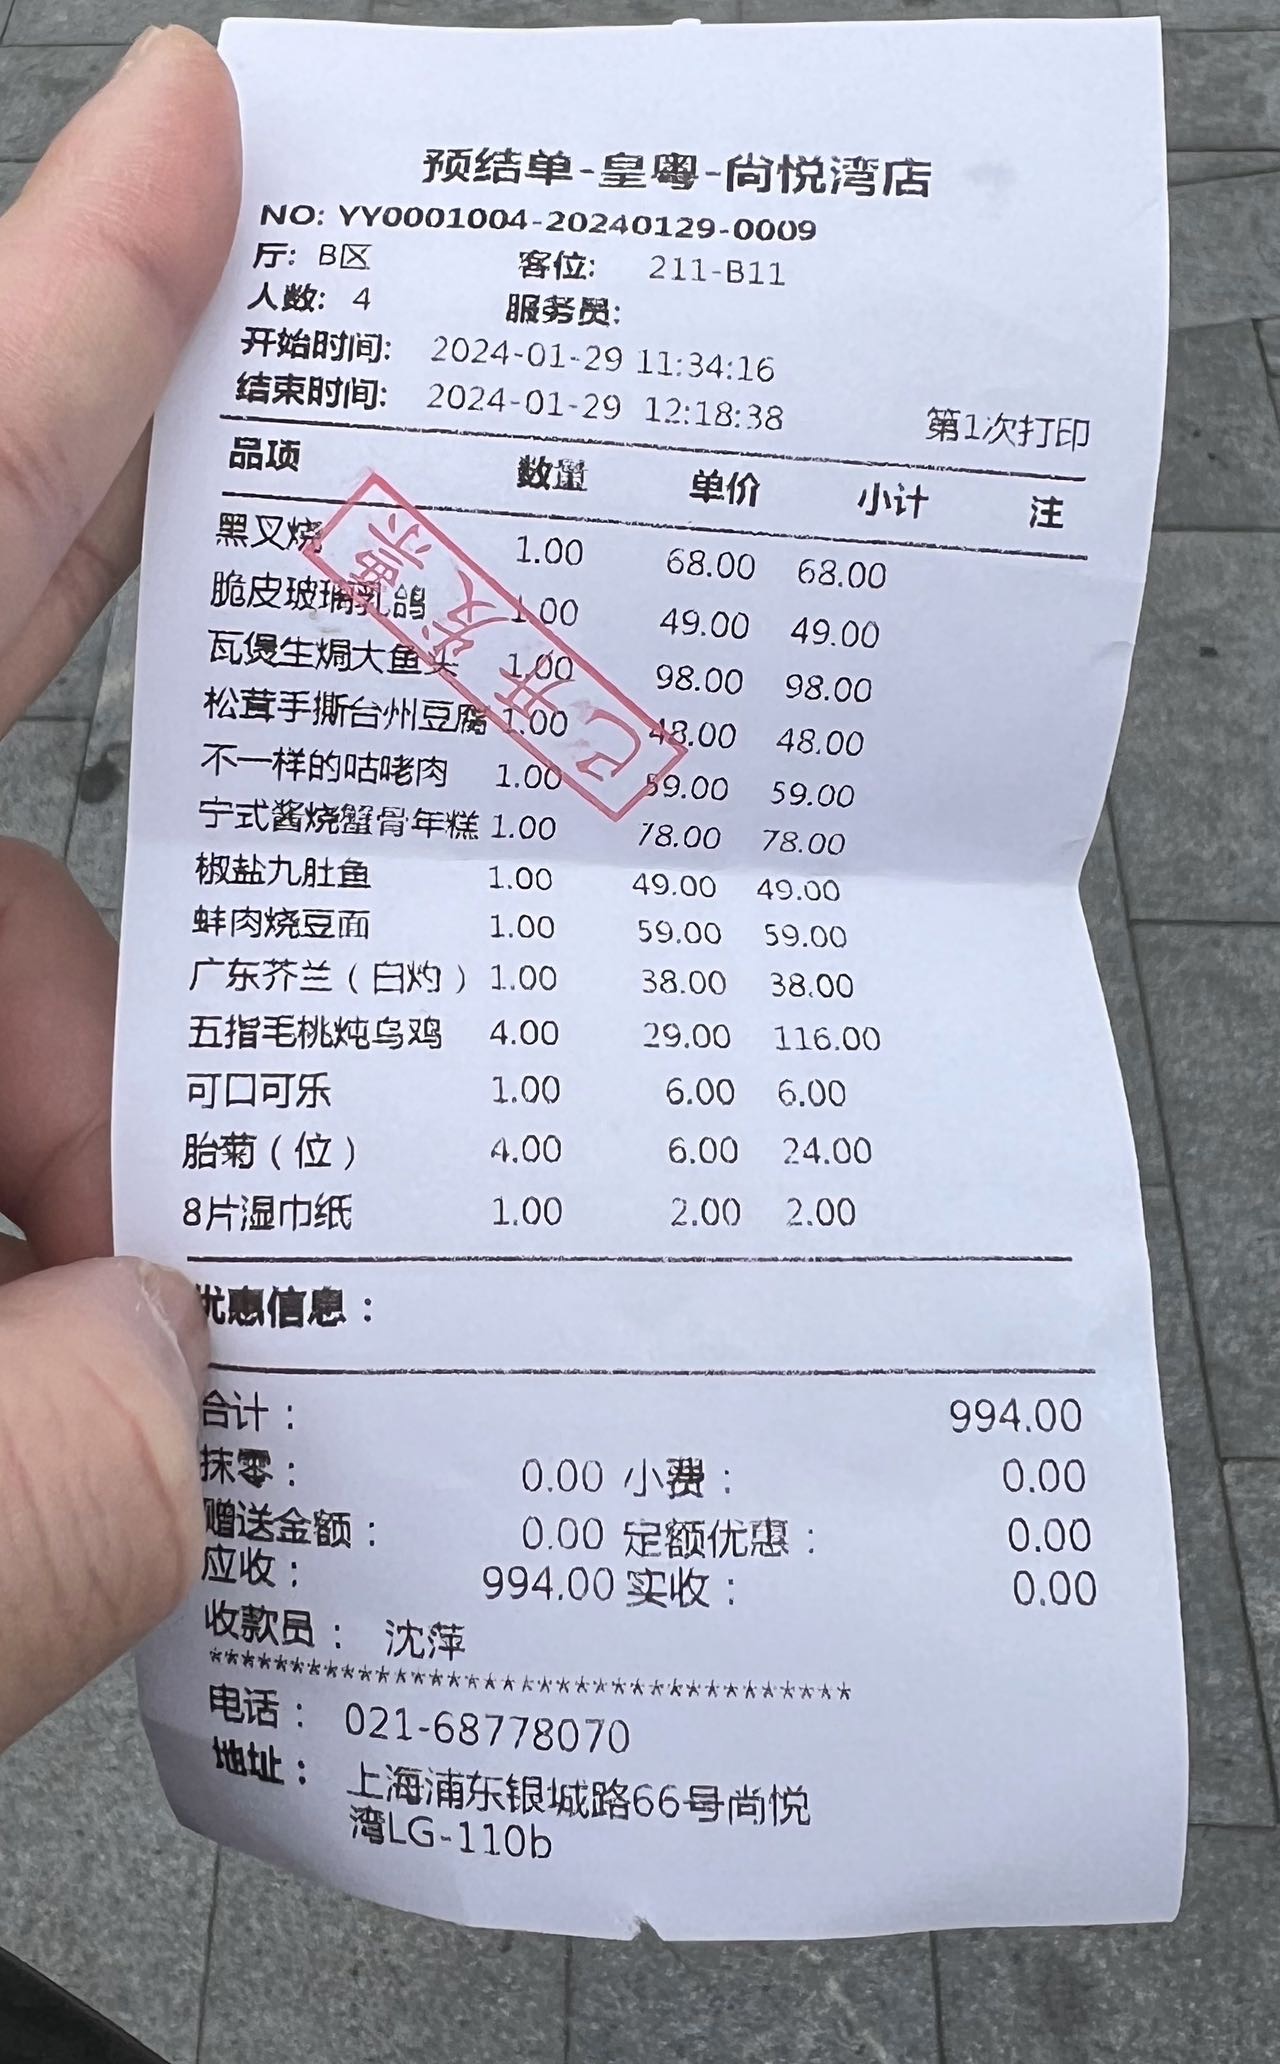 预结单-皇粤-尚悦湾店
NO: YY0001004-20240129-0009
厅: B区 客位: 211-B11
人数: 4 服务员:
开始时间: 2024-01-29 11:34:16
结束时间: 2024-01-29 12:18:38 第1次打印
品项 数量 单价 小计 注
黑叉烧 1.00 68.00 68.00
脆皮玻璃乳鸽 1.00 49.00 49.00
瓦煲生焗大鱼头 1.00 98.00 98.00
松茸手撕台州豆腐 1.00 48.00 48.00
不一样的咕咾肉 1.00 59.00 59.00
宁式酱烧蟹骨年糕 1.00 78.00 78.00
椒盐九肚鱼 1.00 49.00 49.00
蚌肉烧豆面 1.00 59.00 59.00
广东芥兰（白灼） 1.00 38.00 38.00
五指毛桃炖乌鸡 4.00 29.00 116.00
可口可乐 1.00 6.00 6.00
胎菊（位） 4.00 6.00 24.00
8片湿巾纸 1.00 2.00 2.00
已开发票
优惠信息：
合计： 994.00
抹零： 0.00 小费： 0.00
赠送金额： 0.00 定额优惠： 0.00
应收： 994.00 实收： 0.00
收款员： 沈萍
************************************
电话： 021-68778070
地址： 上海浦东银城路66号尚悦
湾LG-110b